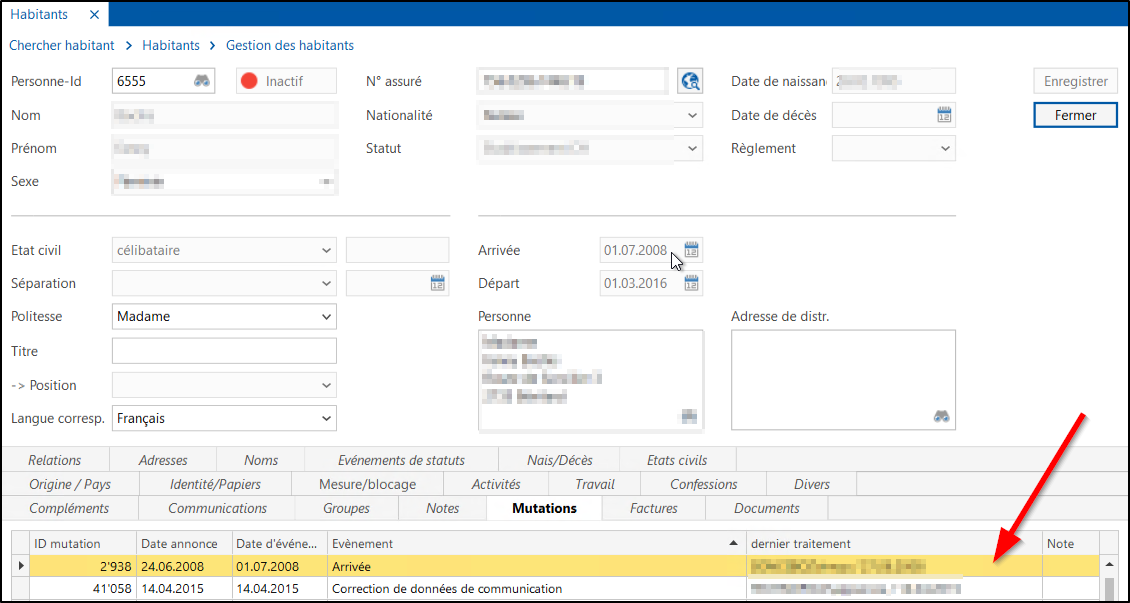 Habitants
Chercher habitant > Habitants > Gestion des habitants
Personne-Id 6555 Inactif N° assuré Date de naissan Enregistrer
Nom Nationalité Date de décès Fermer
Prénom Statut Règlement
Sexe
Etat civil célibataire Arrivée 01.07.2008
Séparation Départ 01.03.2016
Politesse Madame Personne Adresse de distr.
Titre
-> Position
Langue corresp. Français
Relations Adresses Noms Evénements de statuts Nais/Décès Etats civils
Origine / Pays Identité/Papiers Mesure/blocage Activités Travail Confessions Divers
Compléments Communications Groupes Notes Mutations Factures Documents
ID mutation Date annonce Date d'événe... Evènement dernier traitement Note
2'938 24.06.2008 01.07.2008 Arrivée
41'058 14.04.2015 14.04.2015 Correction de données de communication